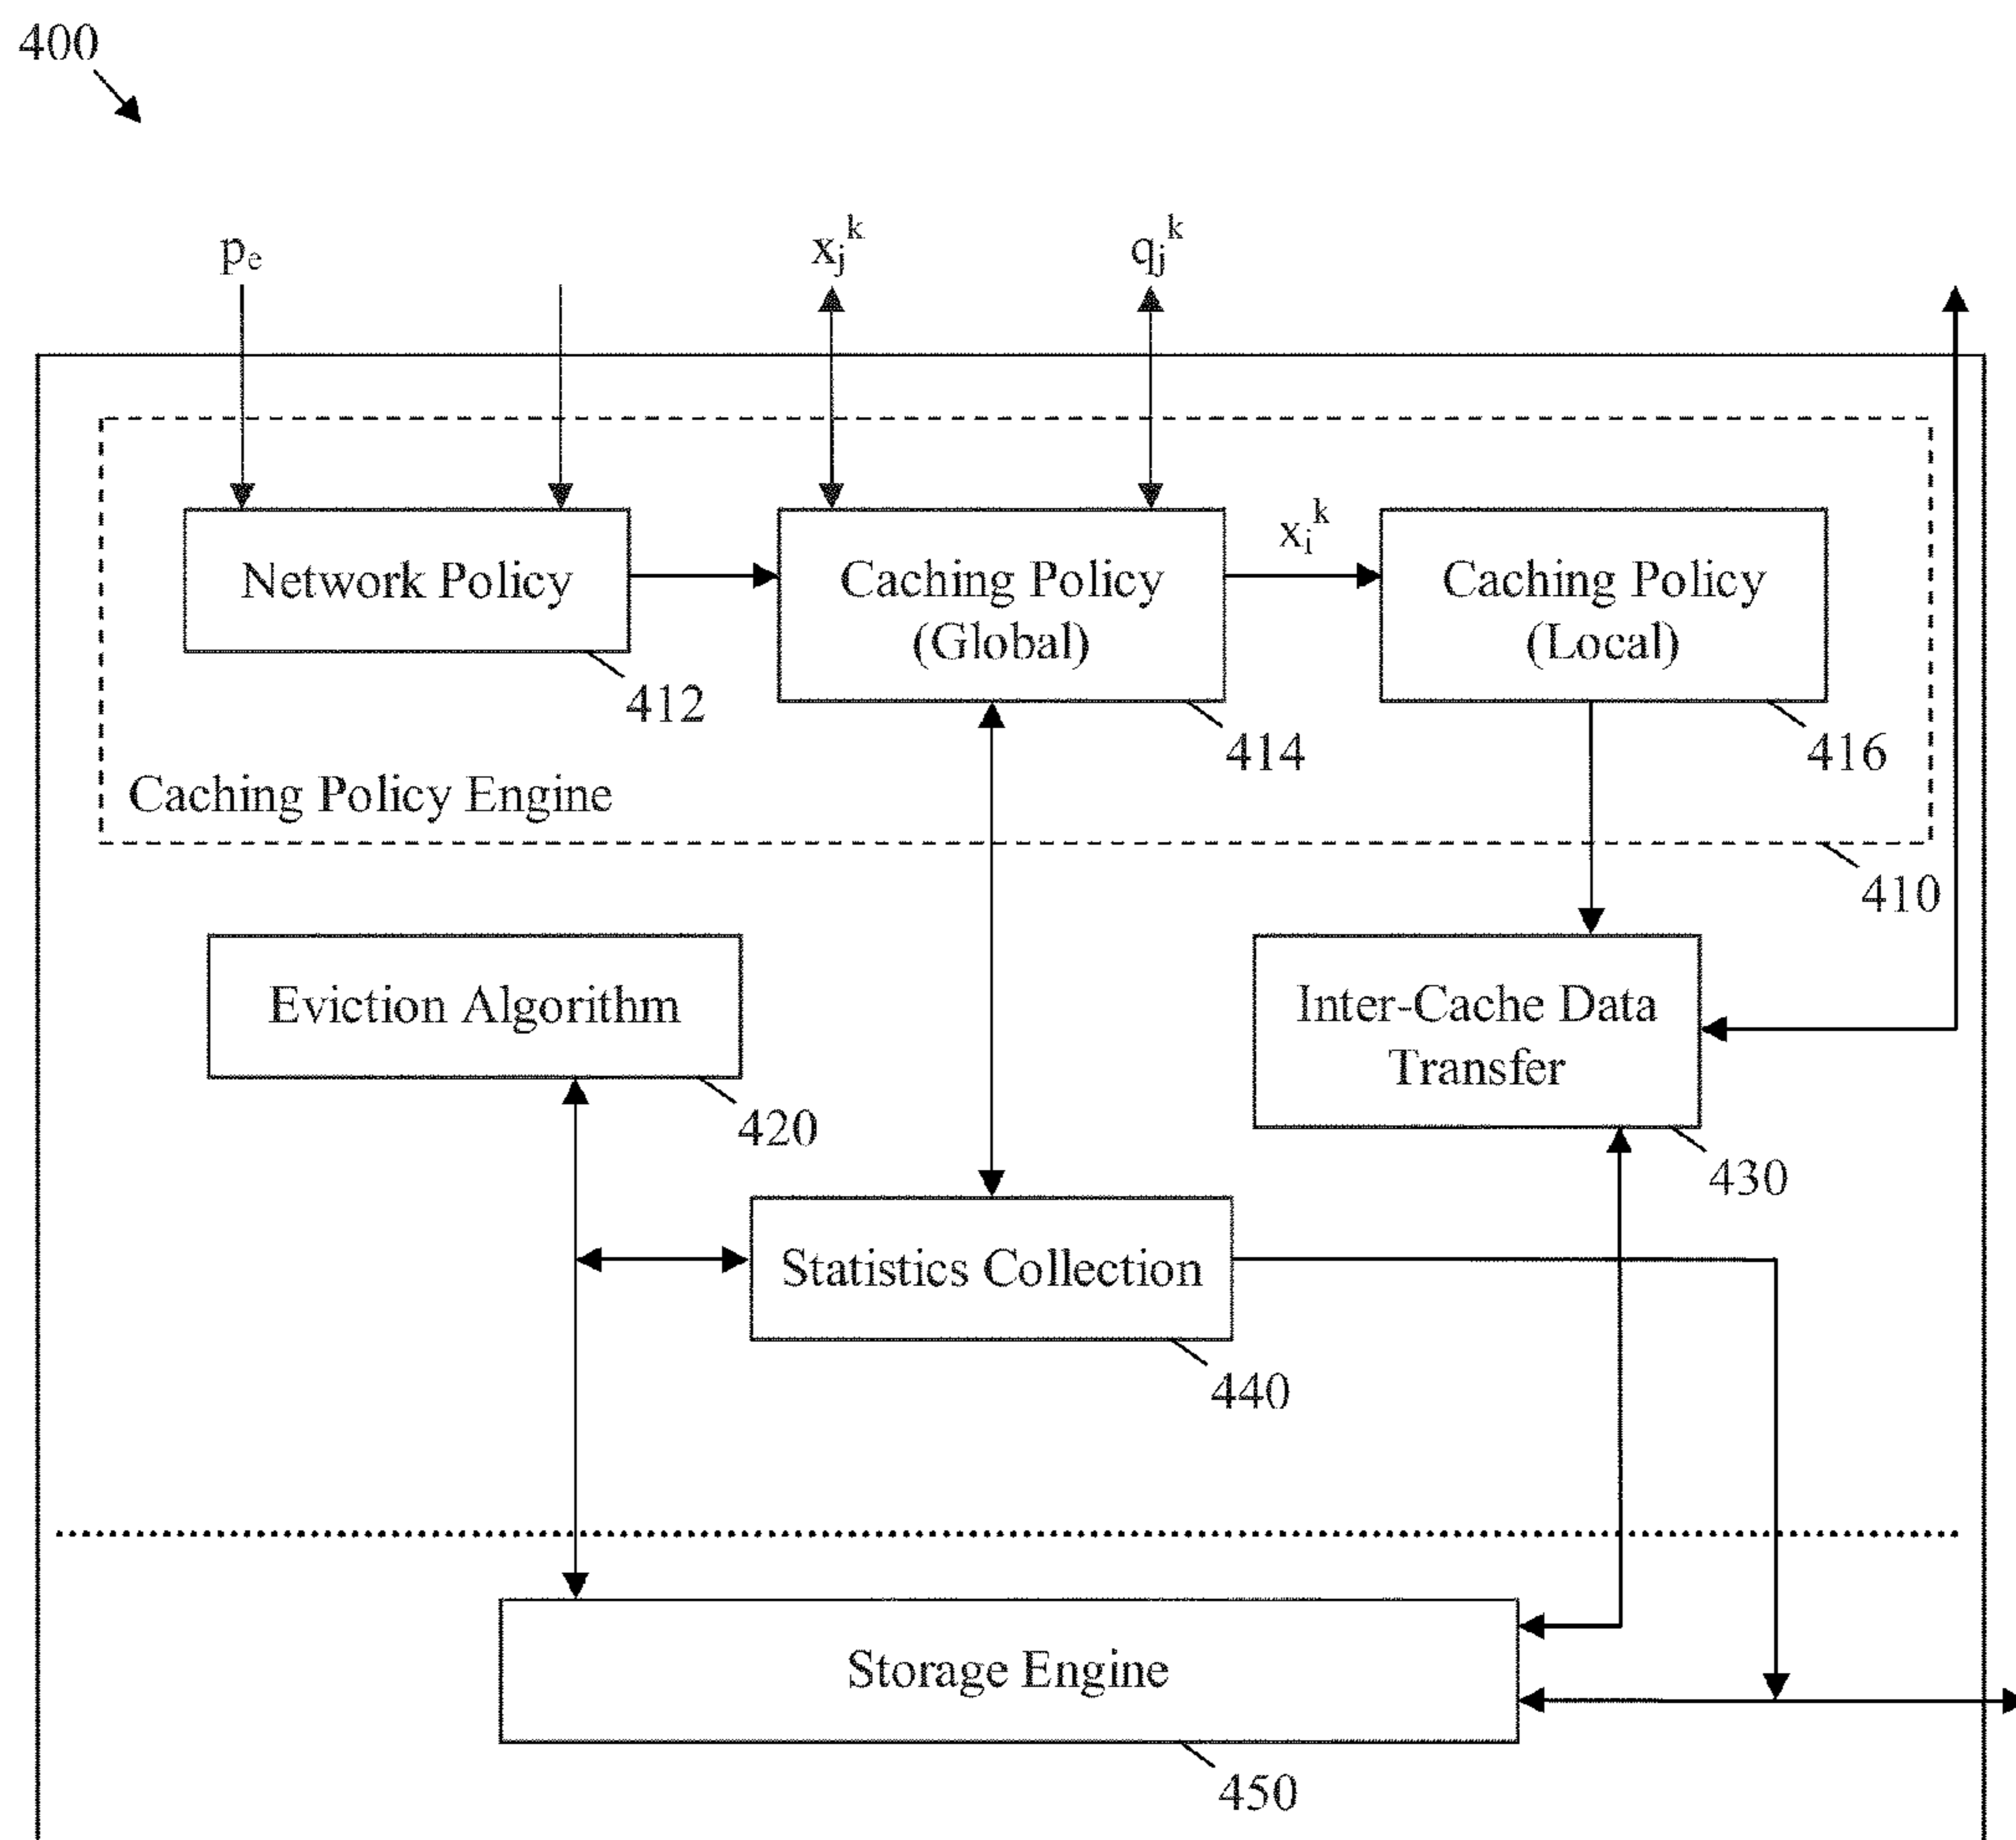 400
pₑ
xⱼᵏ
qⱼᵏ
Network Policy
412
Caching Policy
(Global)
414
xᵢᵏ
Caching Policy
(Local)
416
Caching Policy Engine
410
Eviction Algorithm
420
Inter-Cache Data
Transfer
430
Statistics Collection
440
Storage Engine
450